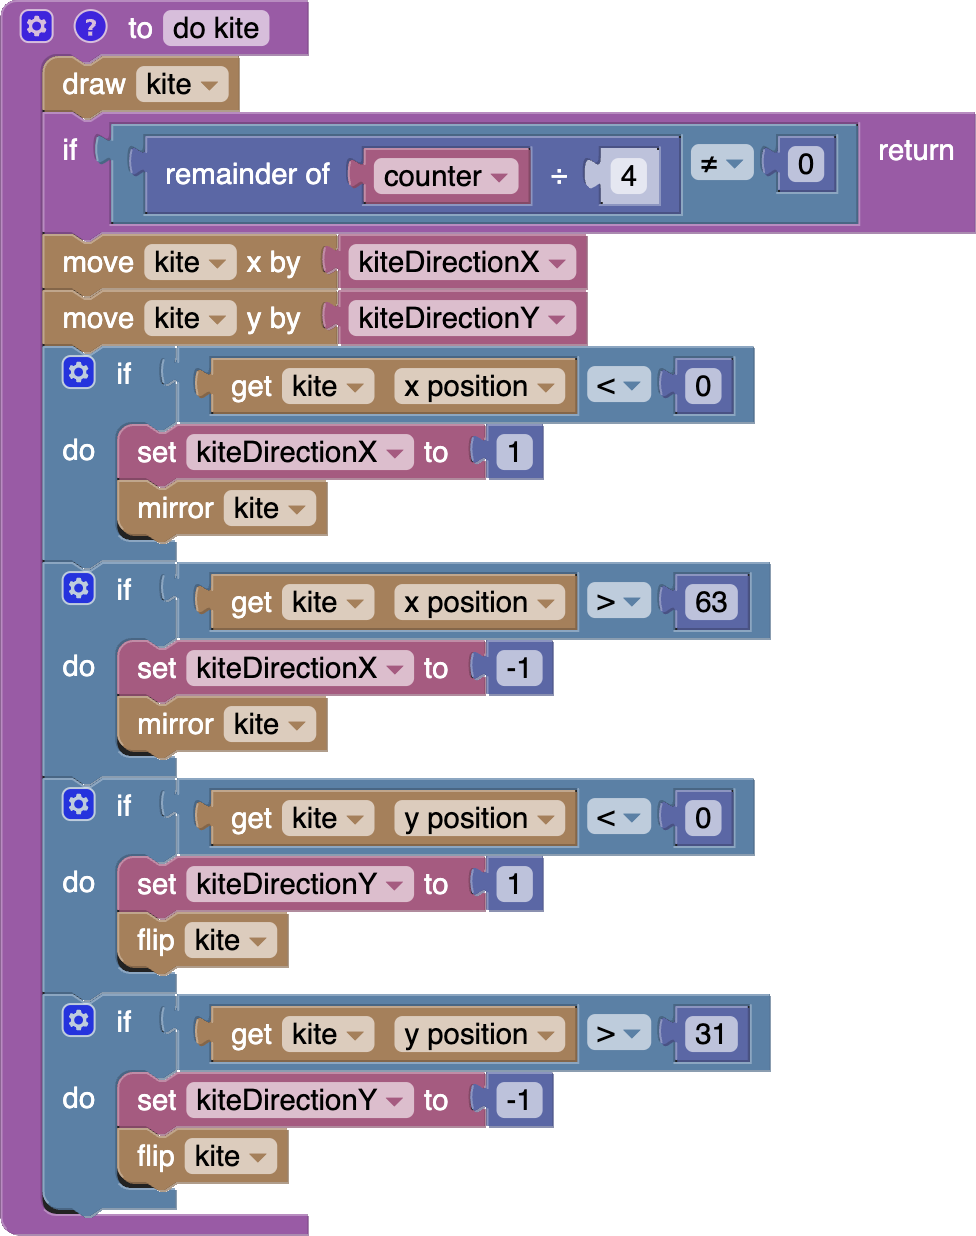 ? to do kite
draw kite
if remainder of counter ÷ 4 ≠ 0 return
move kite x by kiteDirectionX
move kite y by kiteDirectionY
if get kite x position < 0
do set kiteDirectionX to 1
mirror kite
if get kite x position > 63
do set kiteDirectionX to -1
mirror kite
if get kite y position < 0
do set kiteDirectionY to 1
flip kite
if get kite y position > 31
do set kiteDirectionY to -1
flip kite